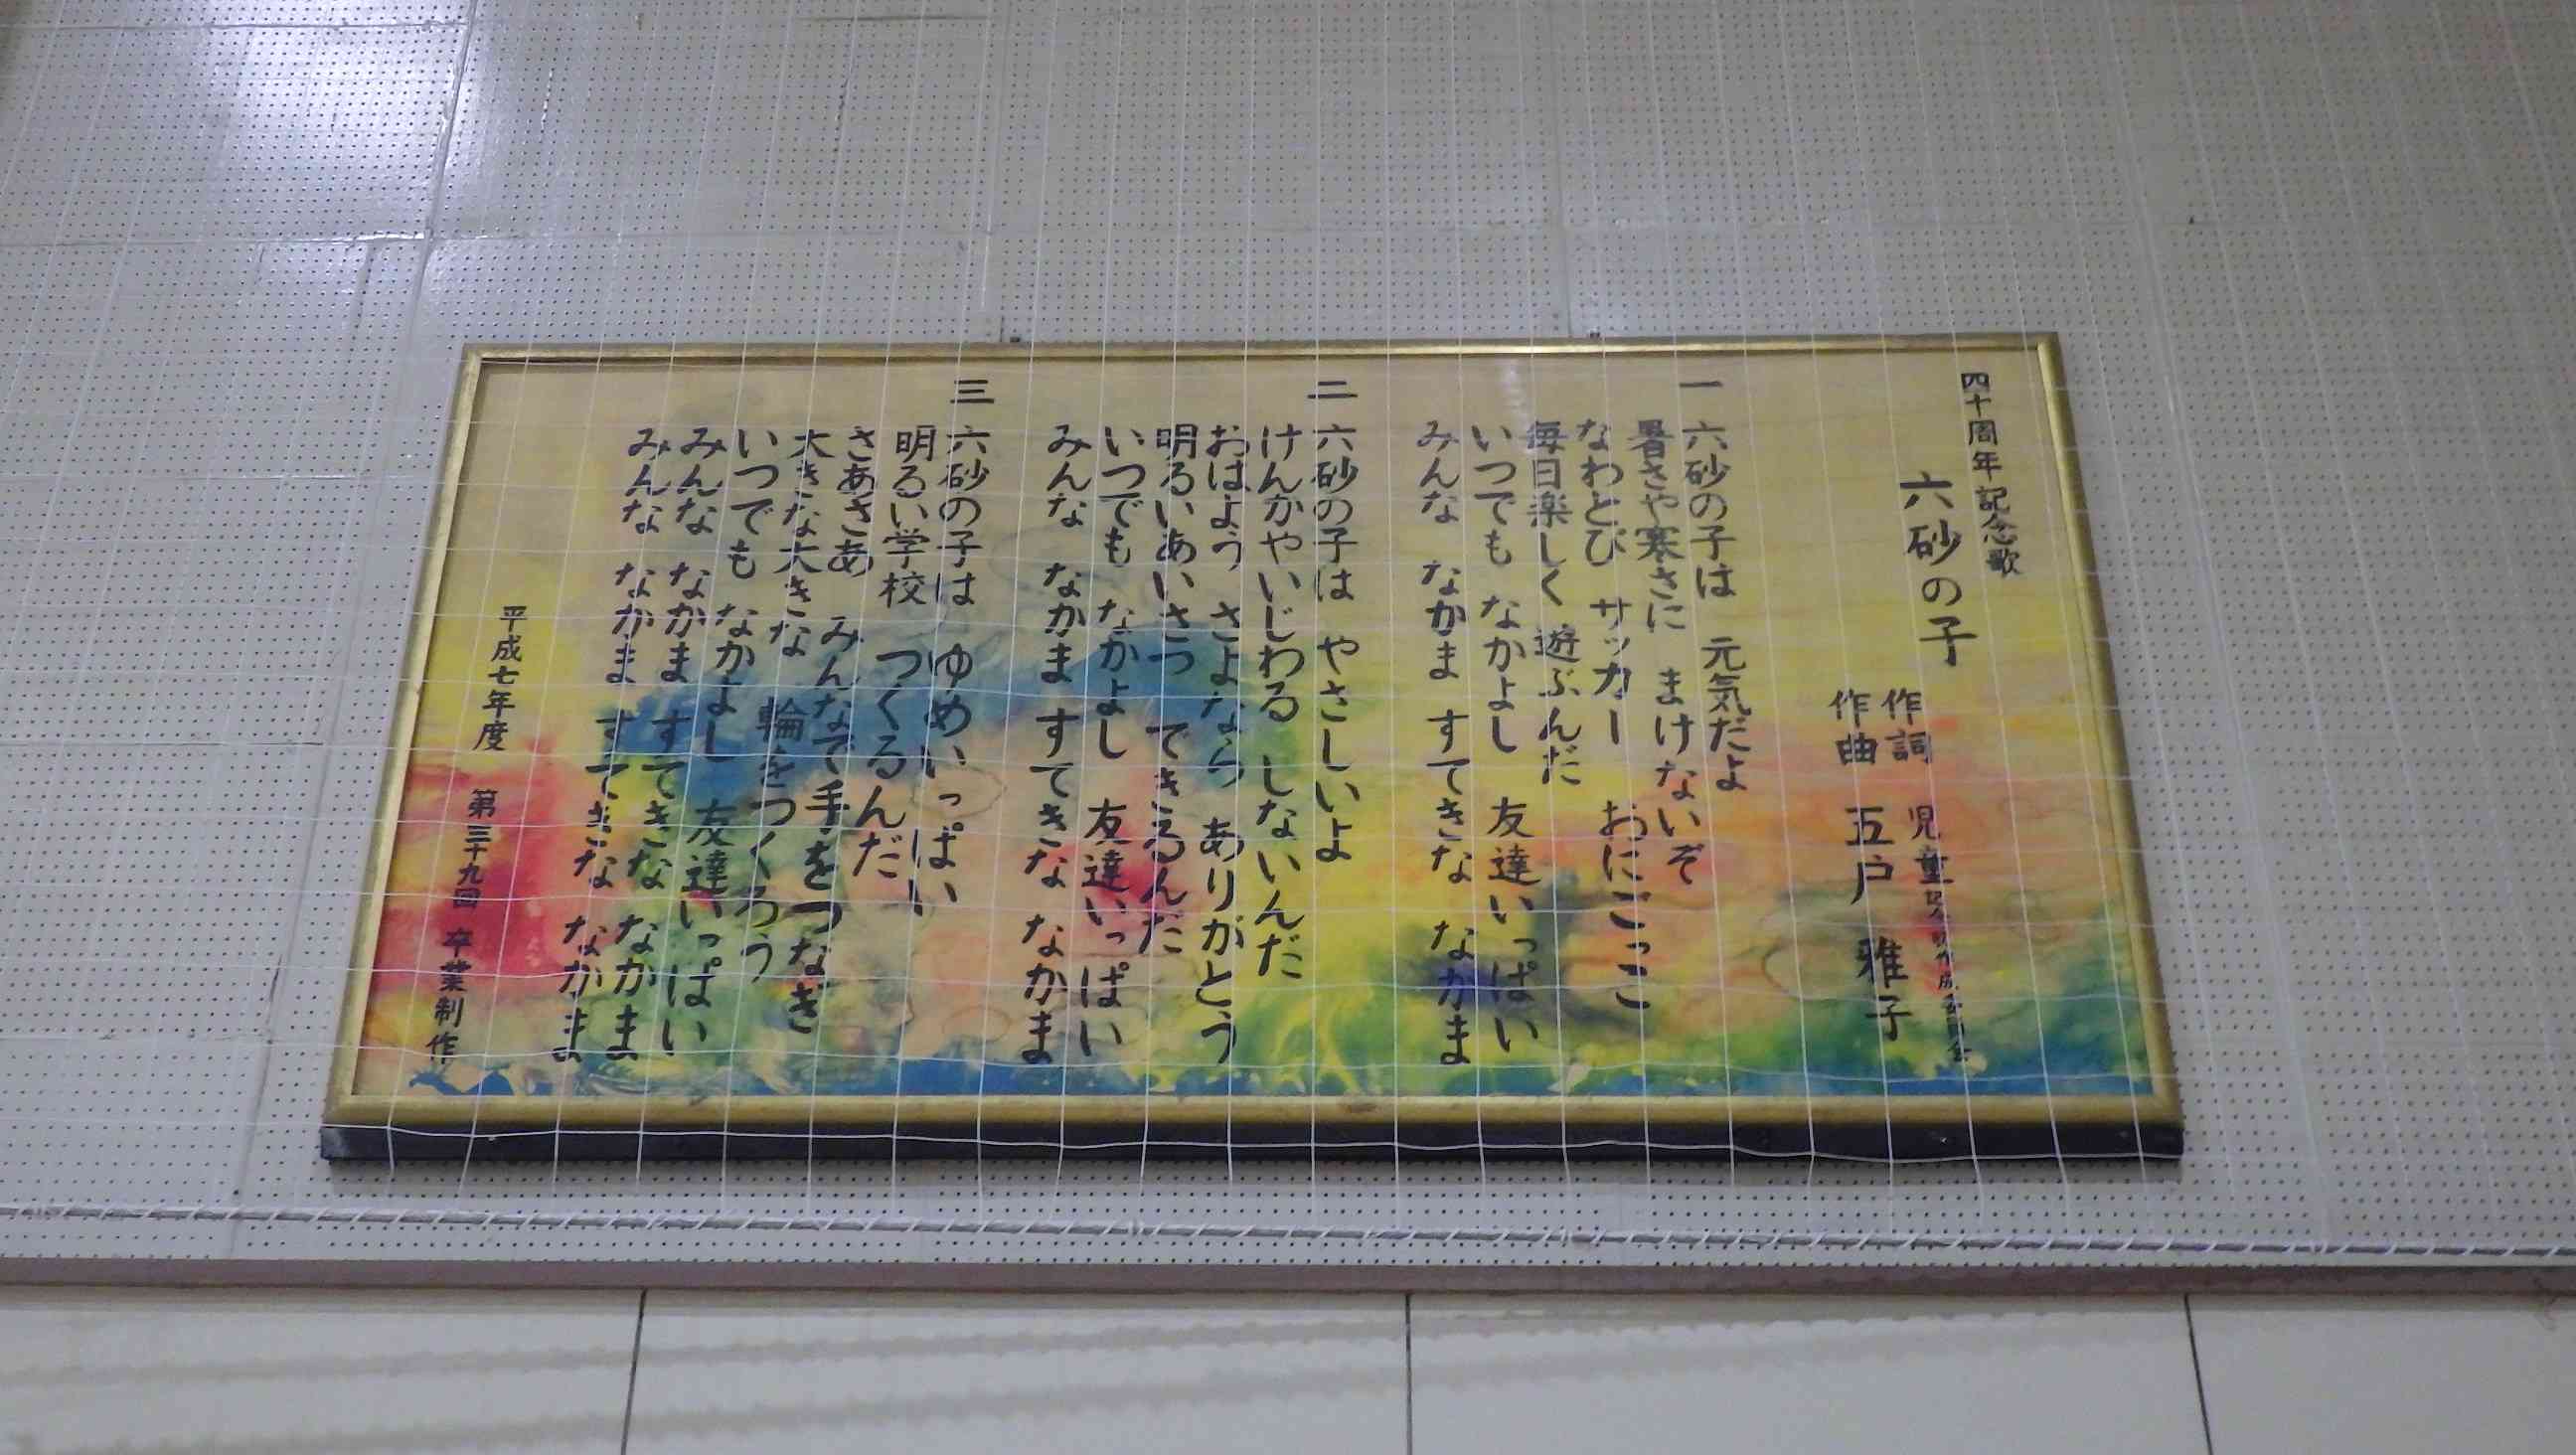 四十周年記念歌
六砂の子
作詞 児童
作曲 五戸 雅子
一
六砂の子は 元気だよ
暑さや寒さに まけないぞ
なわとび サッカー おにごっこ
毎日楽しく 遊ぶんだ
いつでも なかよし 友達いっぱい
みんな なかま すてきな なかま
二
六砂の子は やさしいよ
けんかやいじわる しないんだ
おはよう さよなら ありがとう
明るいあいさつ できるんだ
いつでも なかよし 友達いっぱい
みんな なかま すてきな なかま
三
六砂の子は ゆめいっぱい
明るい学校 つくるんだ
さあさあ みんなで手をつなぎ
大きな大きな 輪をつくろう
いつでも なかよし 友達いっぱい
みんな なかま すてきな なかま
みんな なかま すてきな なかま
平成七年度 第三十九回 卒業制作